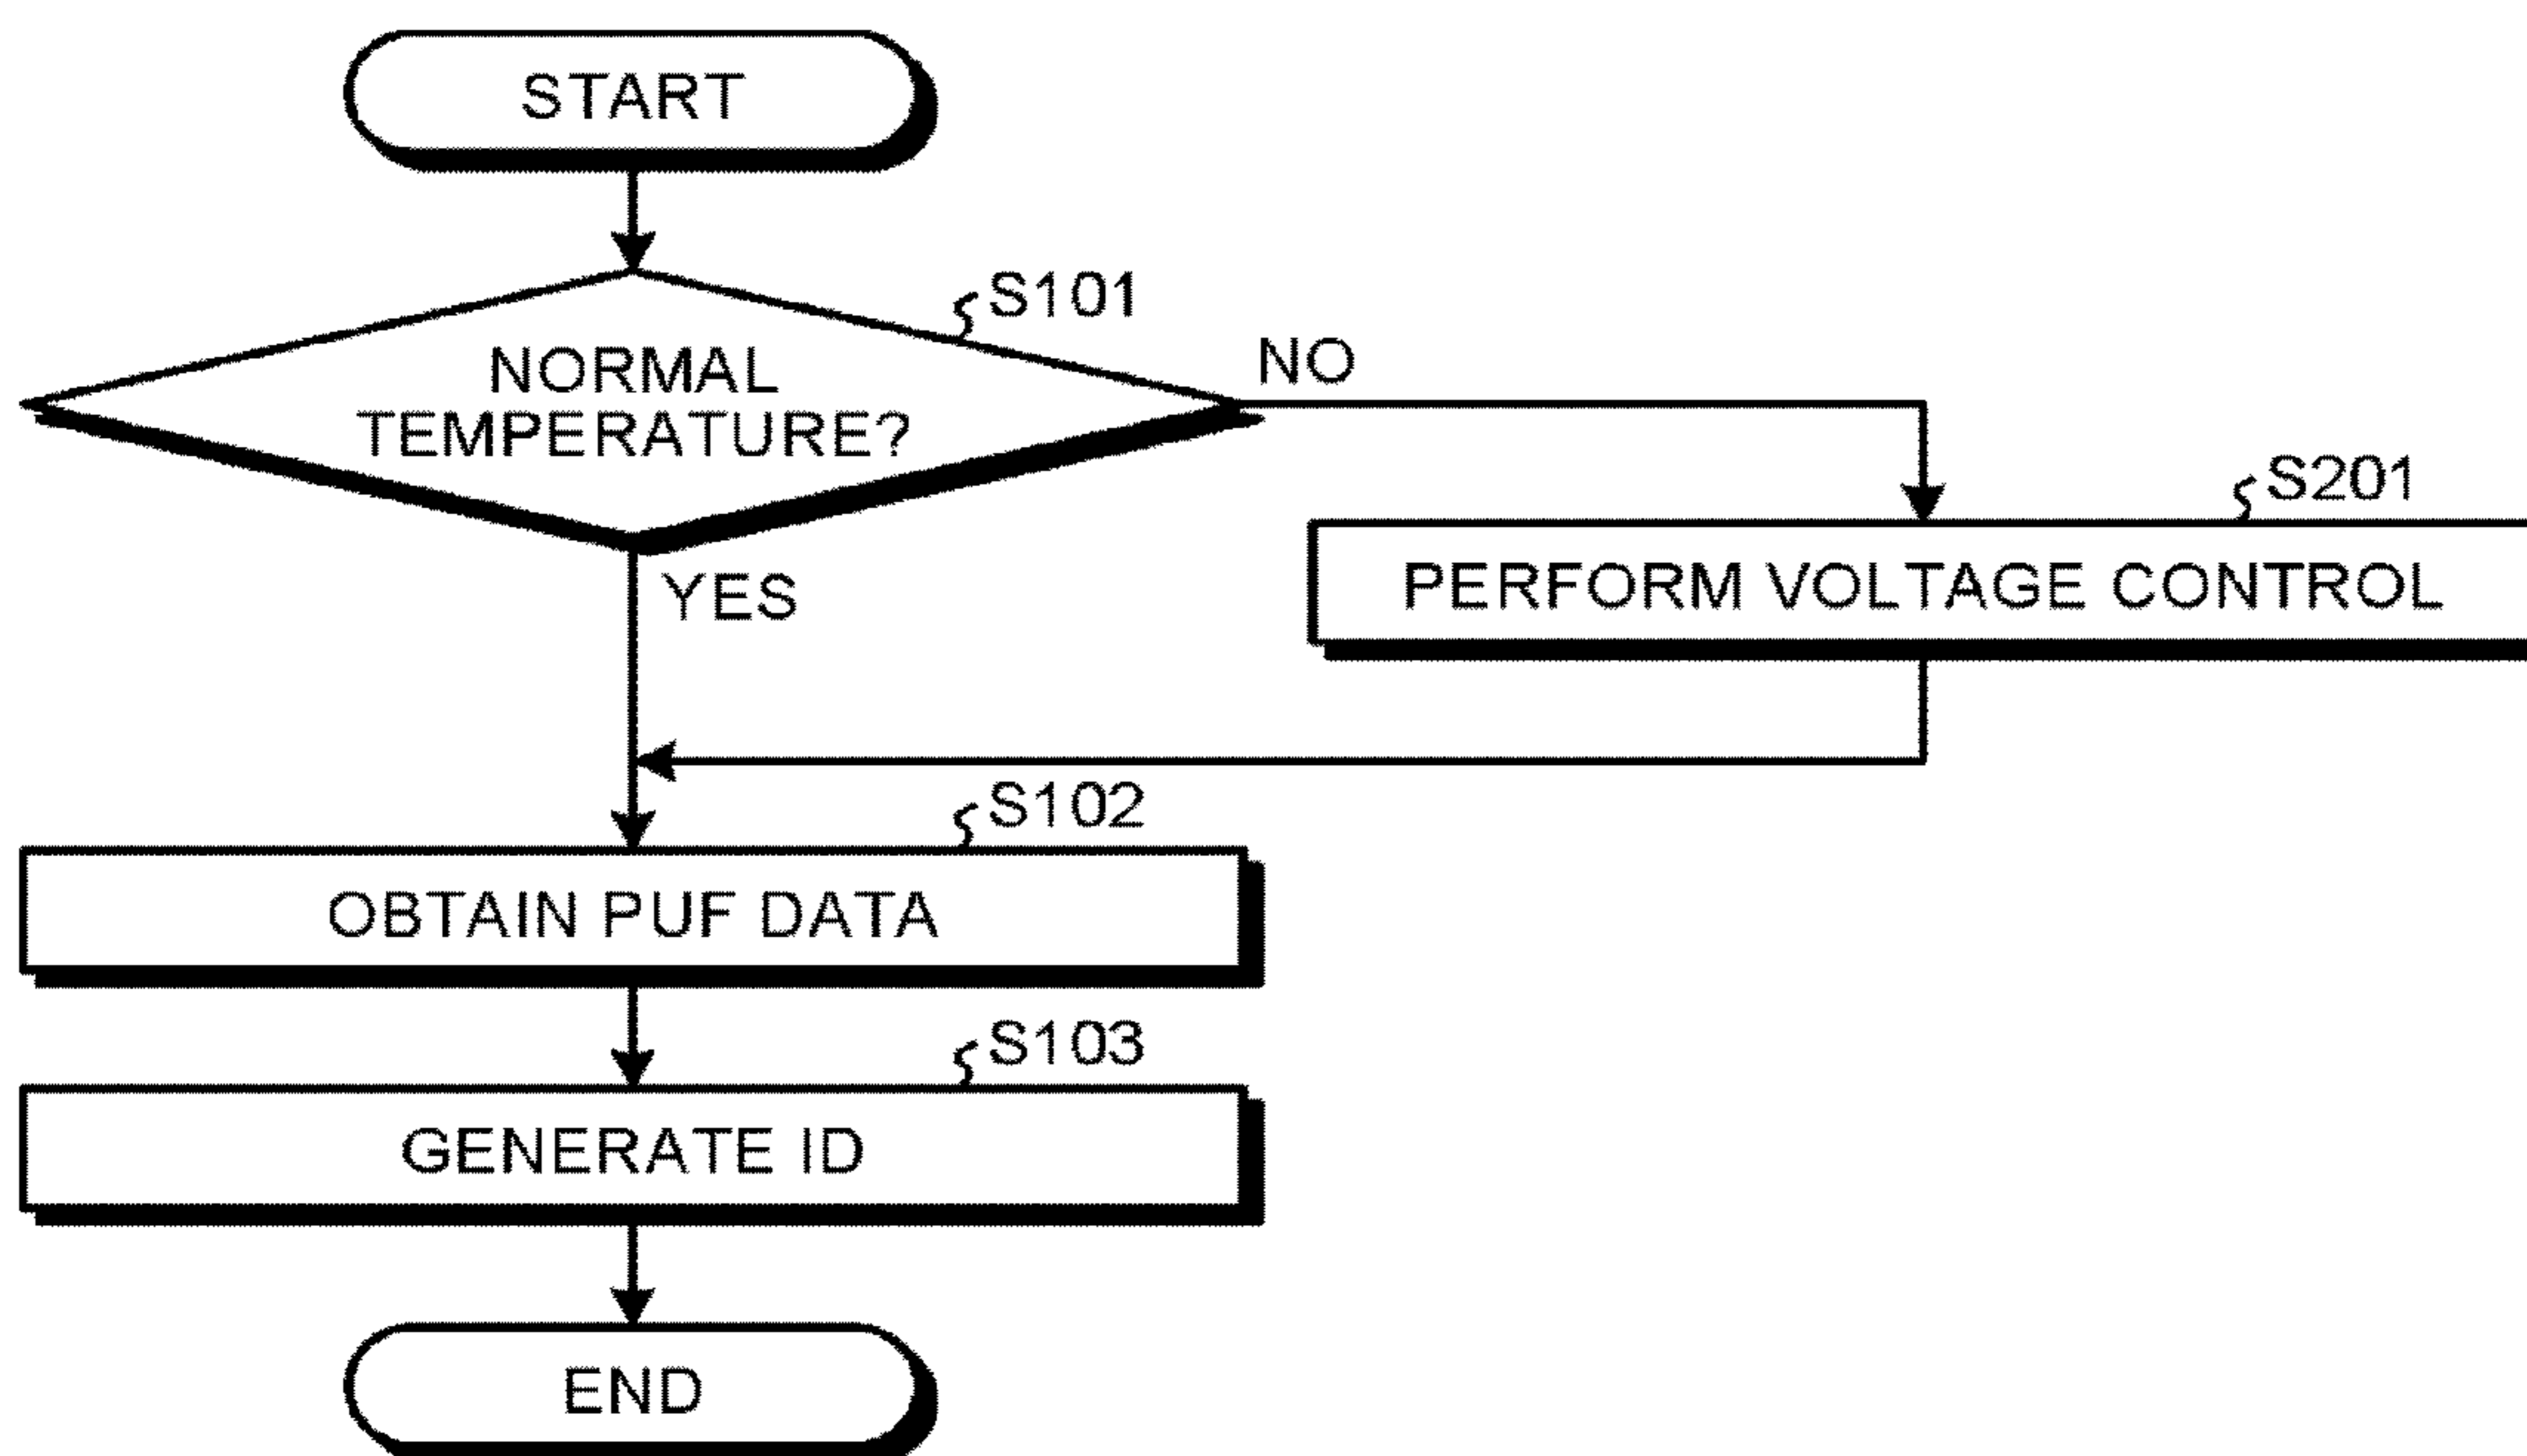 START
S101
NORMAL
TEMPERATURE?
NO
YES
S201
PERFORM VOLTAGE CONTROL
S102
OBTAIN PUF DATA
S103
GENERATE ID
END